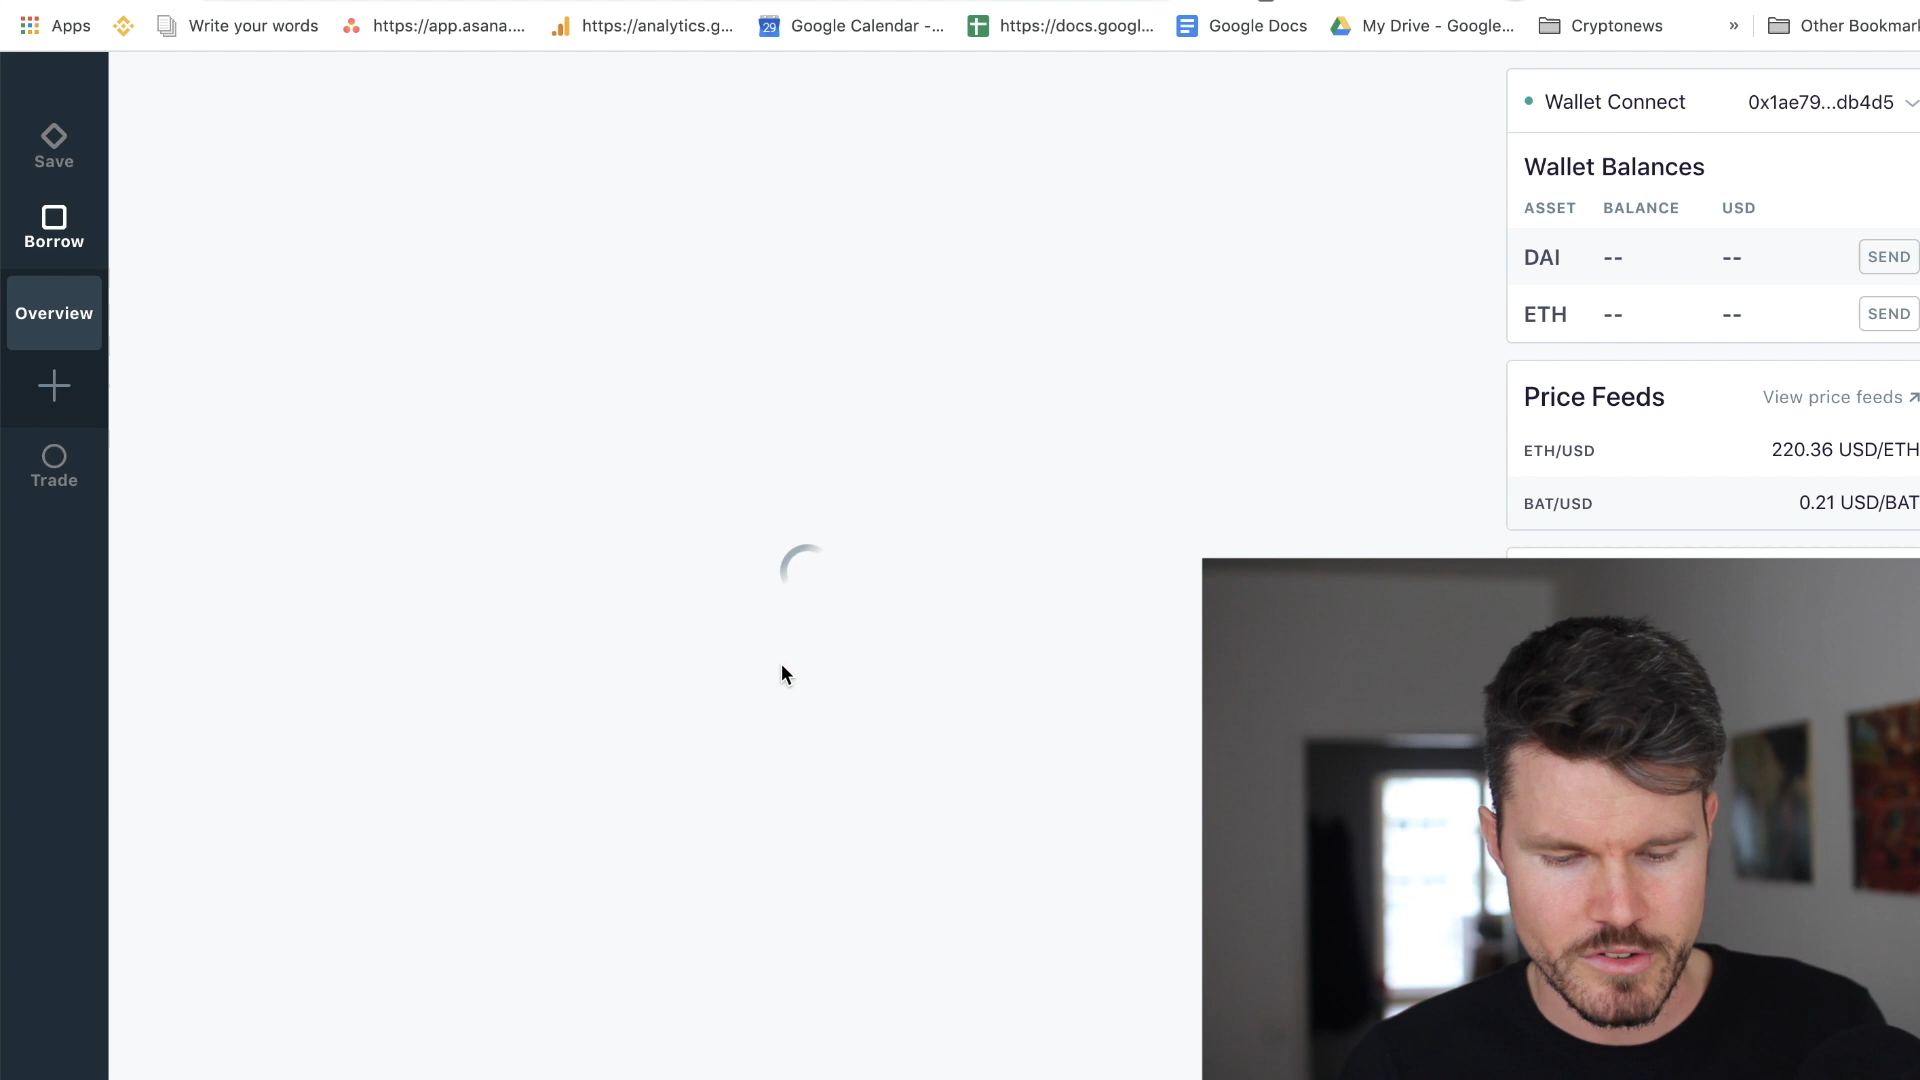 Apps
Write your words
https://app.asana....
https://analytics.g...
29
Google Calendar -...
https://docs.googl...
Google Docs
My Drive - Google...
Cryptonews
»
Other Bookmark
Save
Borrow
Overview
Trade
Wallet Connect 0x1ae79...db4d5
Wallet Balances
ASSET BALANCE USD
DAI -- -- SEND
ETH -- -- SEND
Price Feeds View price feeds
ETH/USD 220.36 USD/ETH
BAT/USD 0.21 USD/BAT